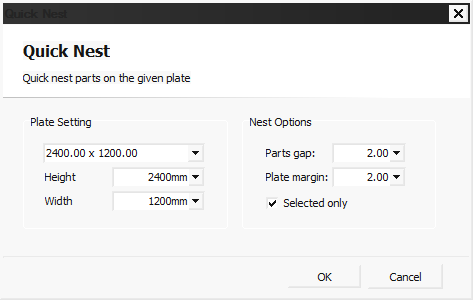 Quick Nest
Quick Nest
Quick nest parts on the given plate
Plate Setting
2400.00 x 1200.00
Height 2400mm
Width 1200mm
Nest Options
Parts gap: 2.00
Plate margin: 2.00
Selected only
OK Cancel